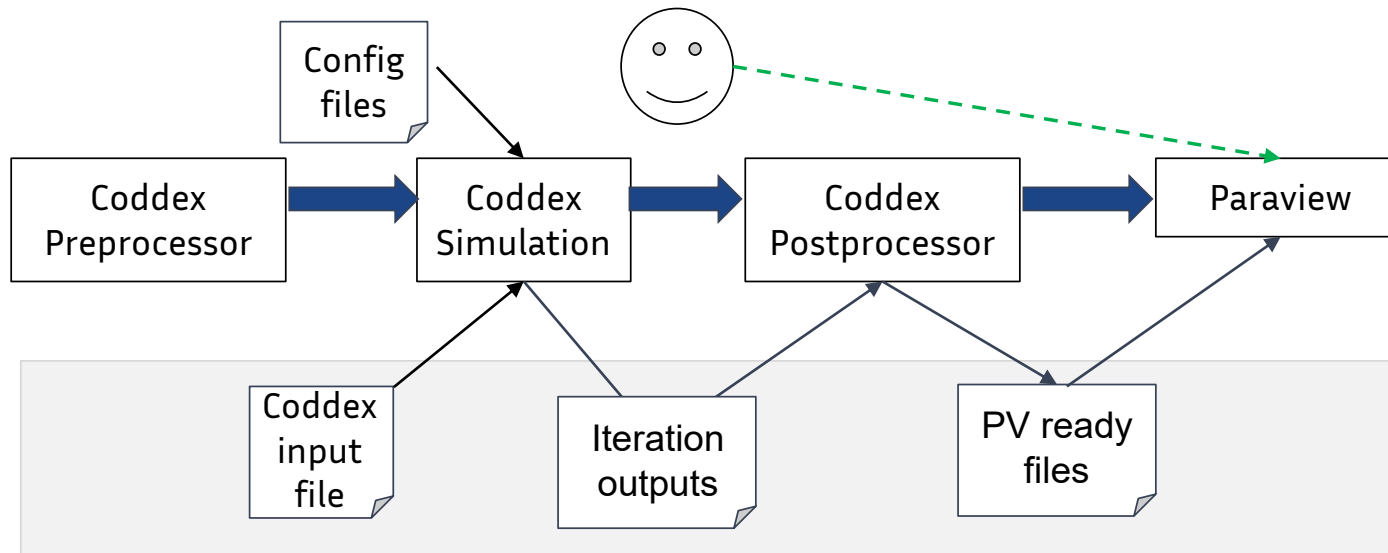 Config
files
Coddex
Preprocessor
Coddex
Simulation
Coddex
Postprocessor
Paraview
Coddex
input
file
Iteration
outputs
PV ready
files